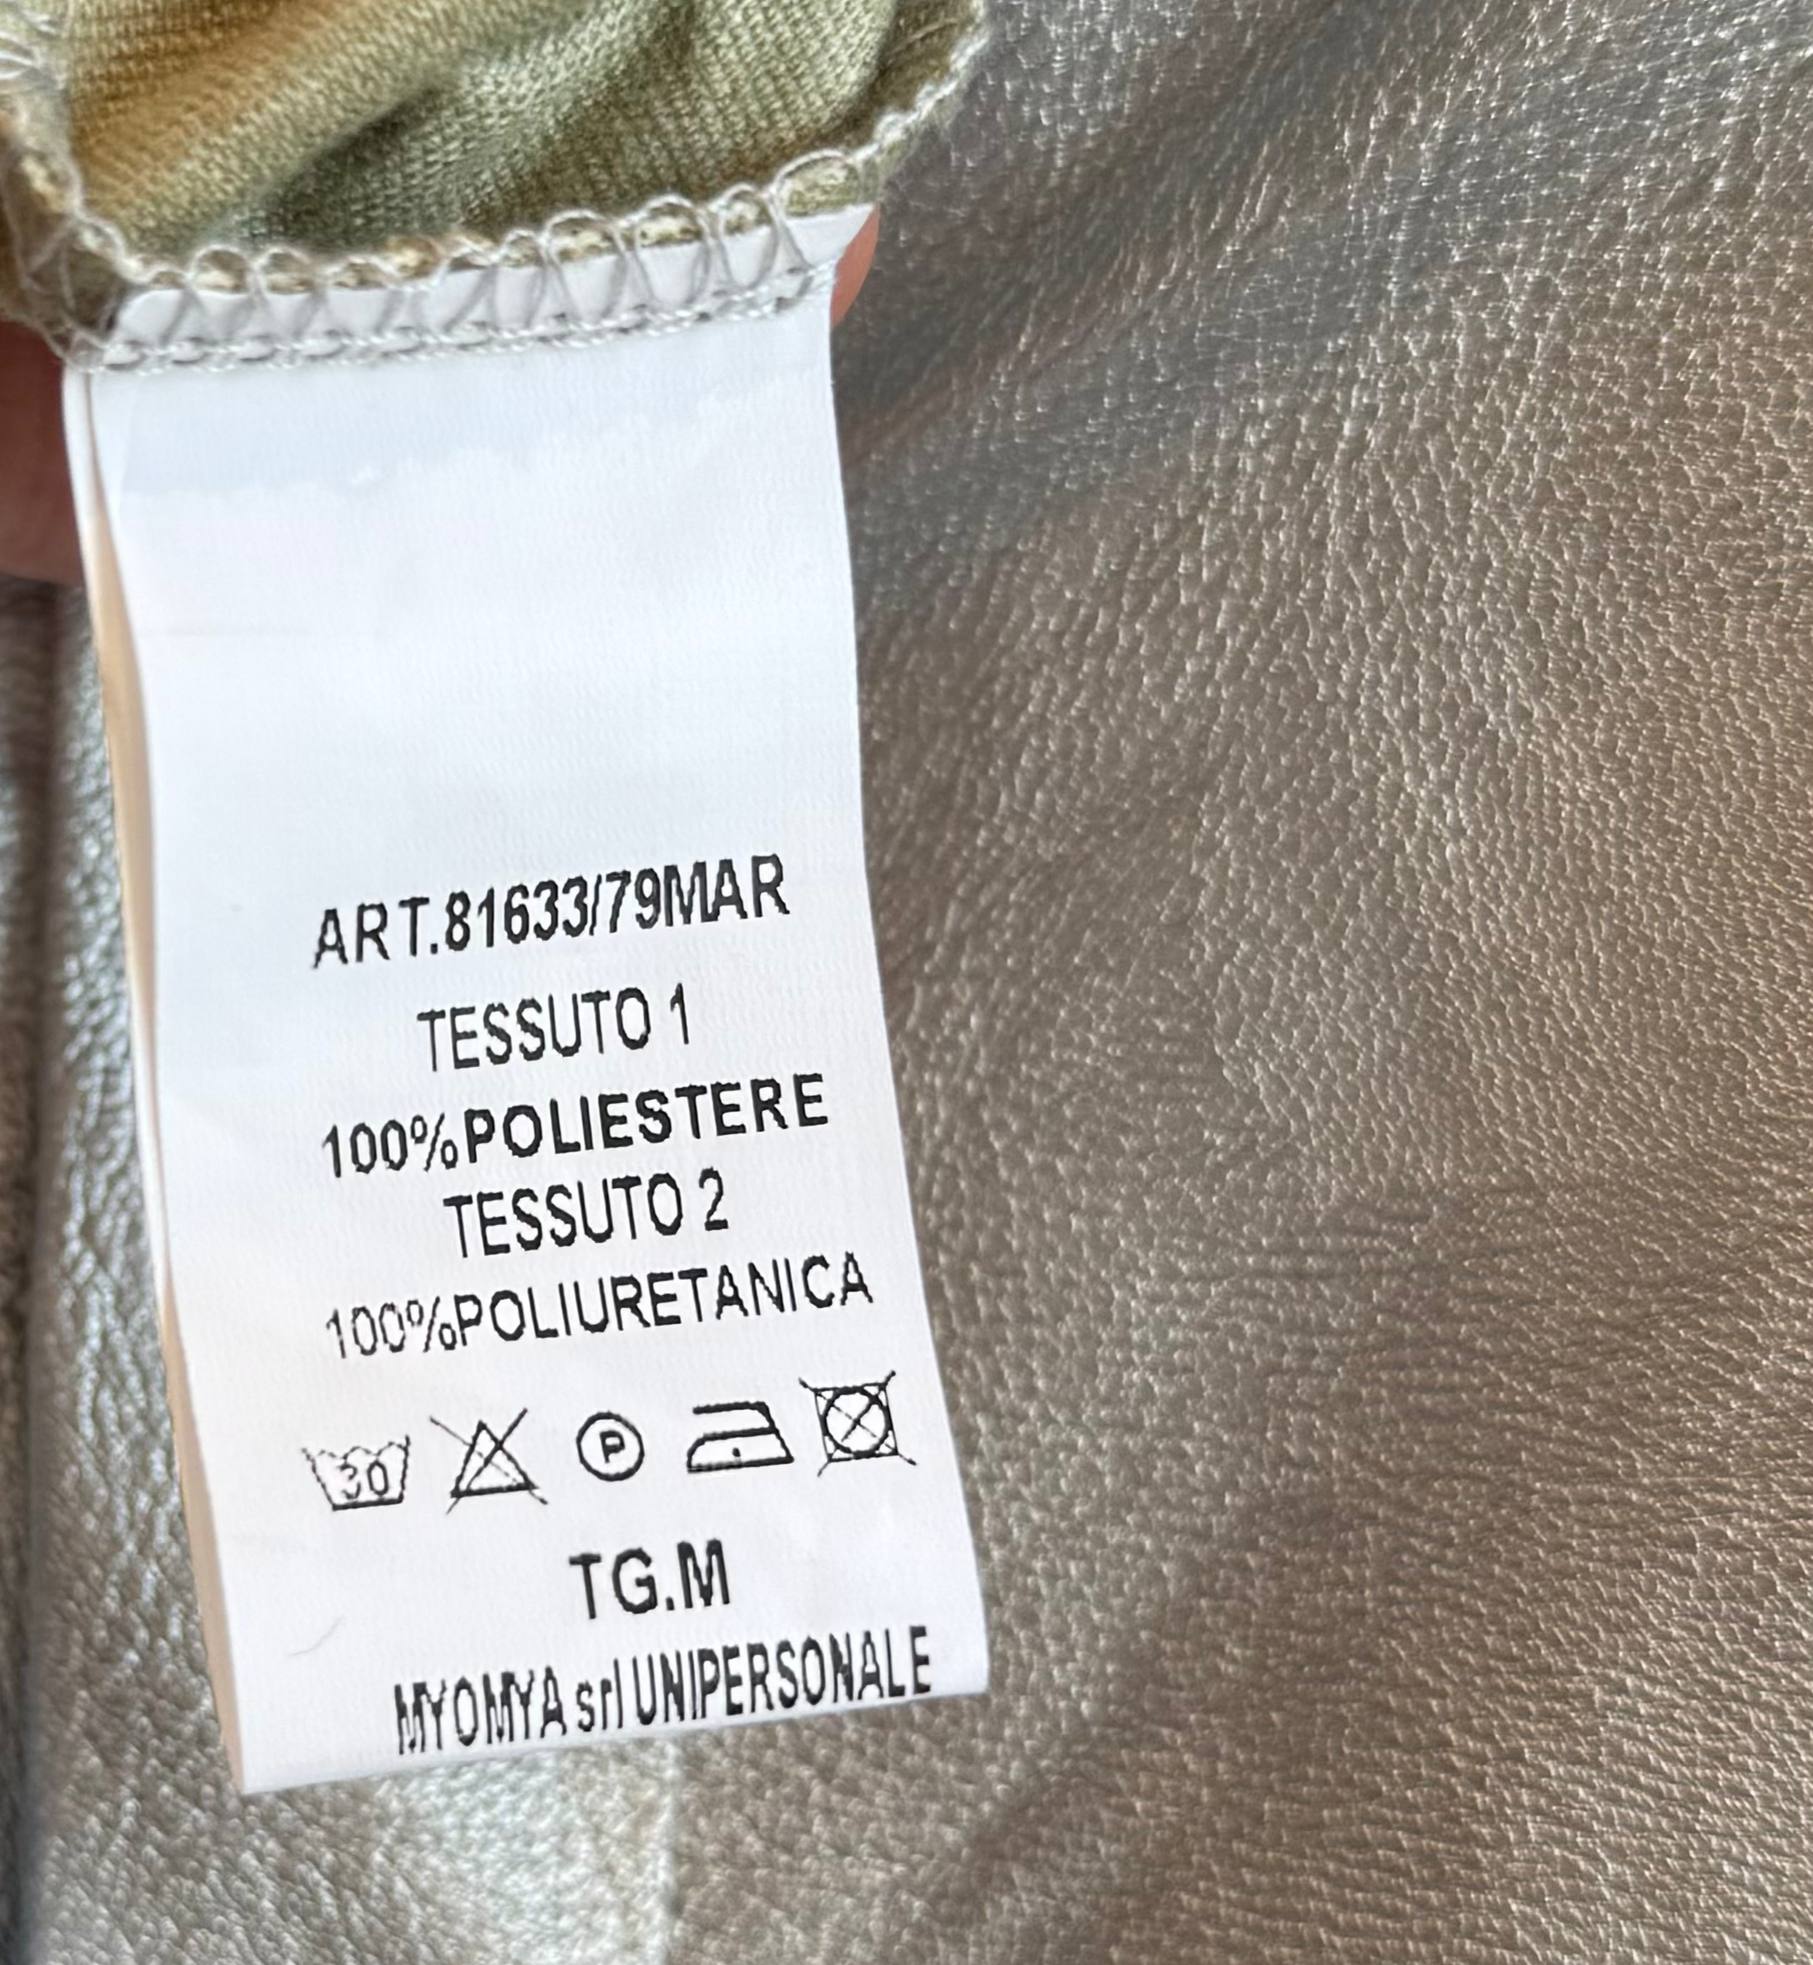 ART.81633/79MAR
TESSUTO 1
100%POLIESTERE
TESSUTO 2
100%POLIURETANICA
30 P
TG.M
MYOMYA srl UNIPERSONALE